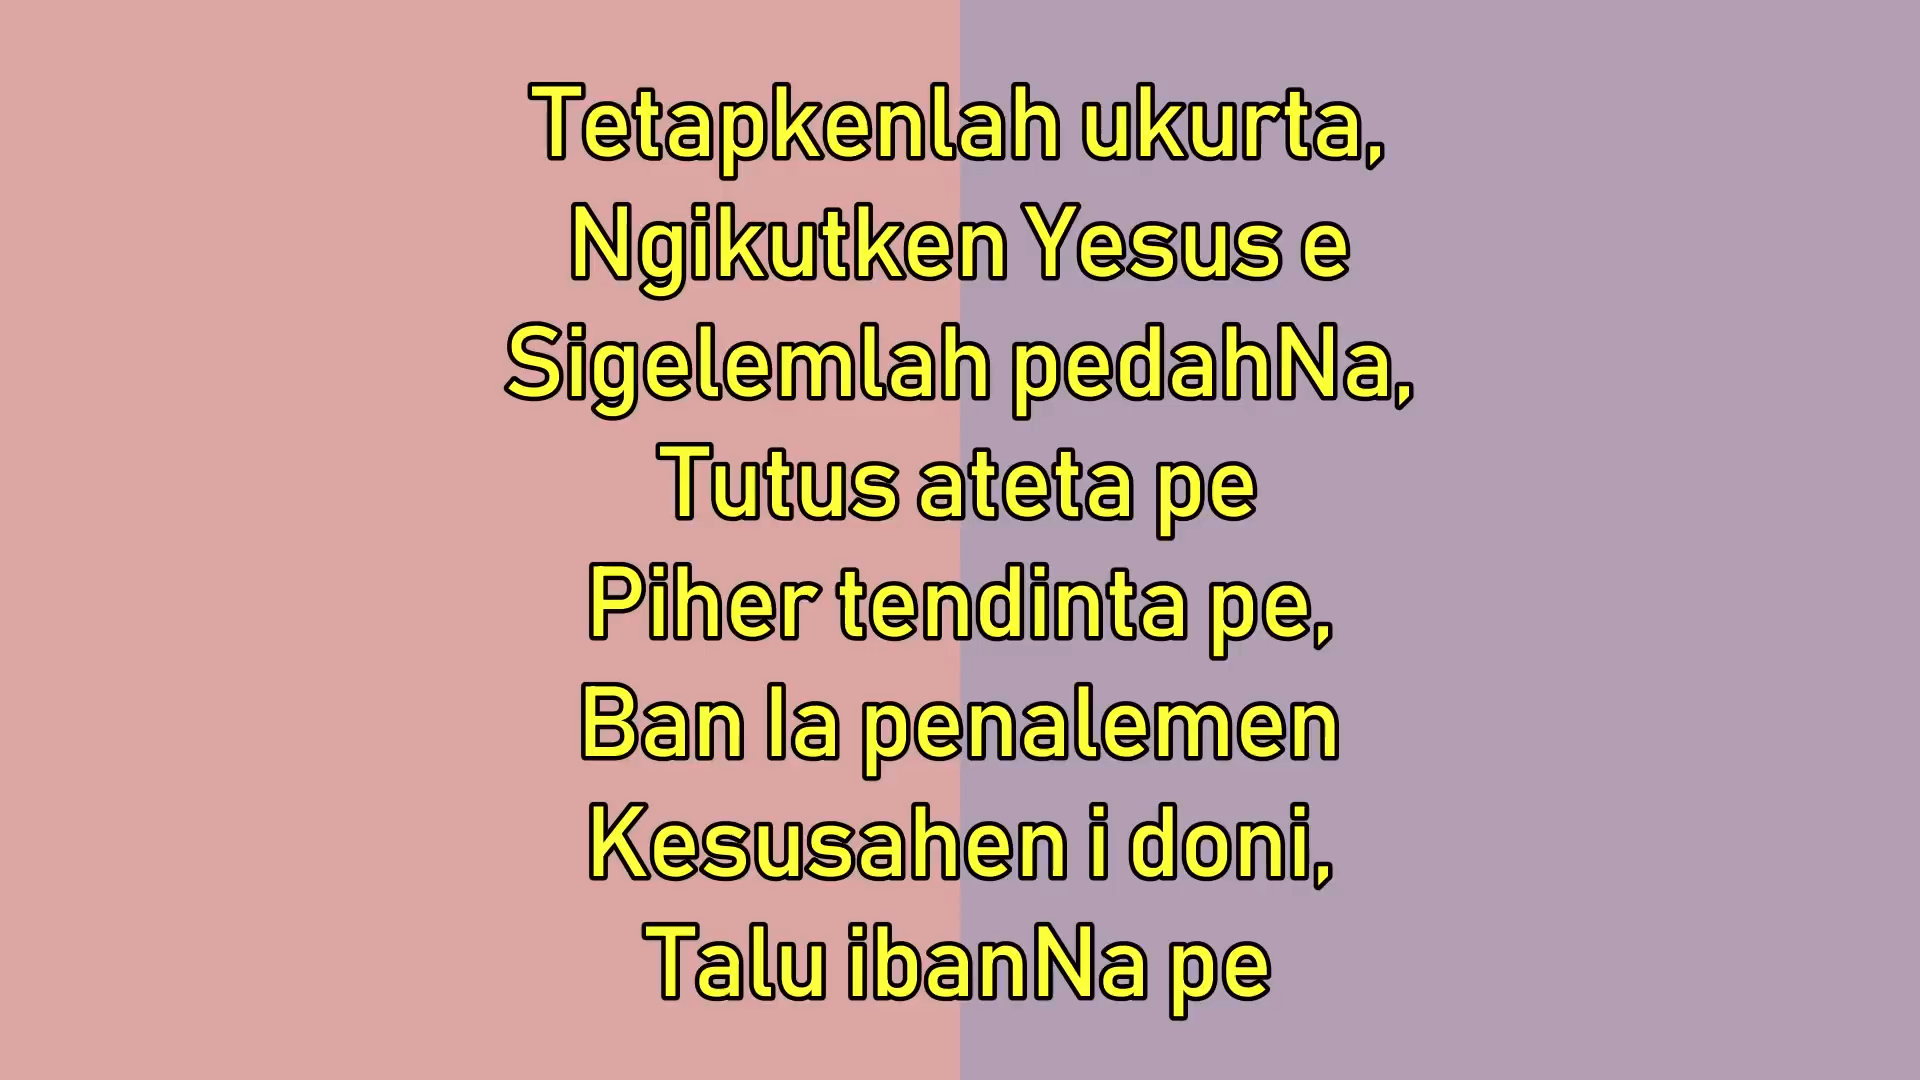 Tetapkenlah ukurta,
Ngikutken Yesus e
Sigelemlah pedahNa,
Tutus ateta pe
Piher tendinta pe,
Ban Ia penalemen
Kesusahen i doni,
Talu ibanNa pe